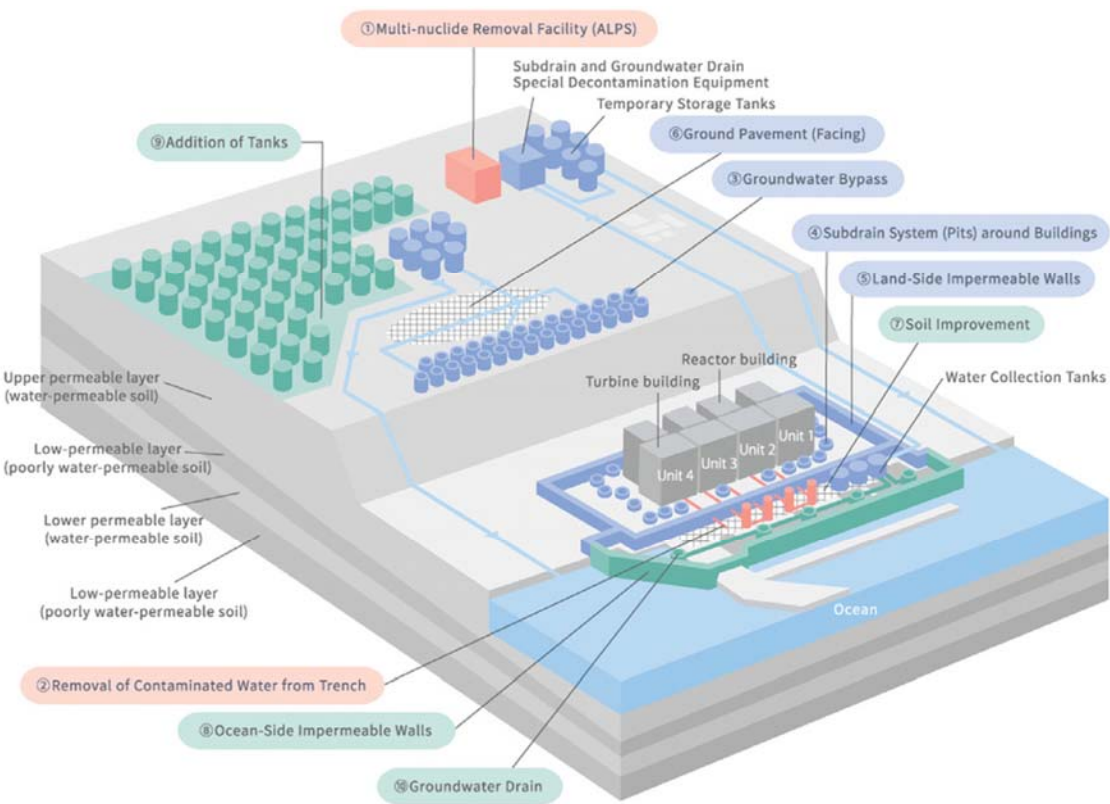 ①Multi-nuclide Removal Facility (ALPS)
Subdrain and Groundwater Drain
Special Decontamination Equipment
Temporary Storage Tanks
⑨Addition of Tanks
⑥Ground Pavement (Facing)
③Groundwater Bypass
④Subdrain System (Pits) around Buildings
⑤Land-Side Impermeable Walls
⑦Soil Improvement
Reactor building
Water Collection Tanks
Turbine building
Upper permeable layer
(water-permeable soil)
Unit 1
Unit 2
Unit 3
Unit 4
Low-permeable layer
(poorly water-permeable soil)
Lower permeable layer
(water-permeable soil)
Low-permeable layer
(poorly water-permeable soil)
Ocean
②Removal of Contaminated Water from Trench
⑧Ocean-Side Impermeable Walls
⑩Groundwater Drain